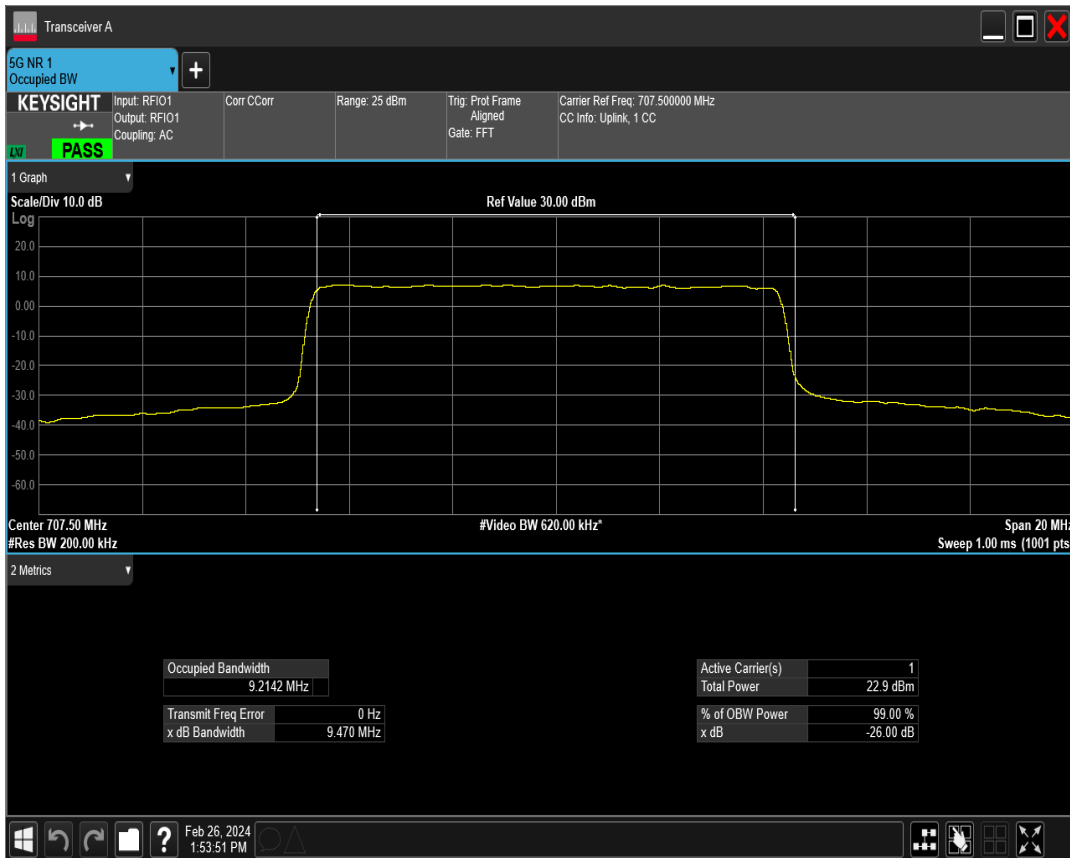 Transceiver A
5G NR 1
Occupied BW
KEYSIGHT
LXI
PASS
Input: RFIO1
Output: RFIO1
Coupling: AC
Corr CCorr
Range: 25 dBm
Trig: Prot Frame
Aligned
Gate: FFT
Carrier Ref Freq: 707.500000 MHz
CC Info: Uplink, 1 CC
1 Graph
Scale/Div 10.0 dB
Ref Value 30.00 dBm
Log
20.0
10.0
0.00
-10.0
-20.0
-30.0
-40.0
-50.0
-60.0
Center 707.50 MHz
#Video BW 620.00 kHz*
Span 20 MHz
#Res BW 200.00 kHz
Sweep 1.00 ms (1001 pts
2 Metrics
Occupied Bandwidth
9.2142 MHz
Transmit Freq Error 0 Hz
x dB Bandwidth 9.470 MHz
Active Carrier(s) 1
Total Power 22.9 dBm
% of OBW Power 99.00 %
x dB -26.00 dB
Feb 26, 2024
1:53:51 PM